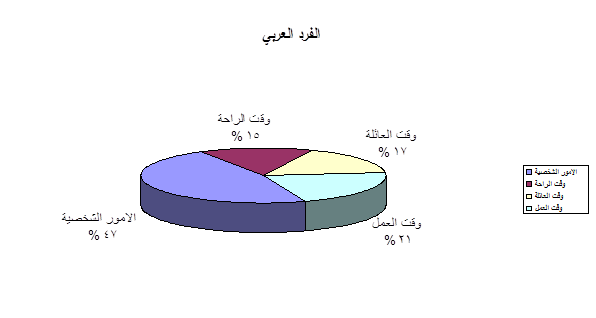 الفرد العربي
وقت الراحة
١٥ %
وقت العائلة
١٧ %
الامور الشخصية
٤٧ %
وقت العمل
٢١ %
الامور الشخصية
وقت الراحة
وقت العائلة
وقت العمل